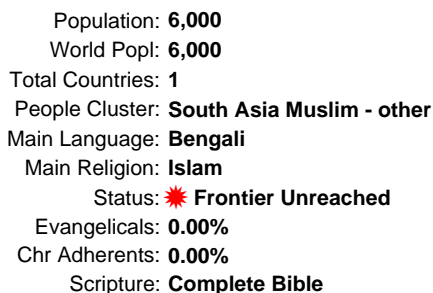 Population: 6,000
World Popl: 6,000
Total Countries: 1
People Cluster: South Asia Muslim - other
Main Language: Bengali
Main Religion: Islam
Status: Frontier Unreached
Evangelicals: 0.00%
Chr Adherents: 0.00%
Scripture: Complete Bible